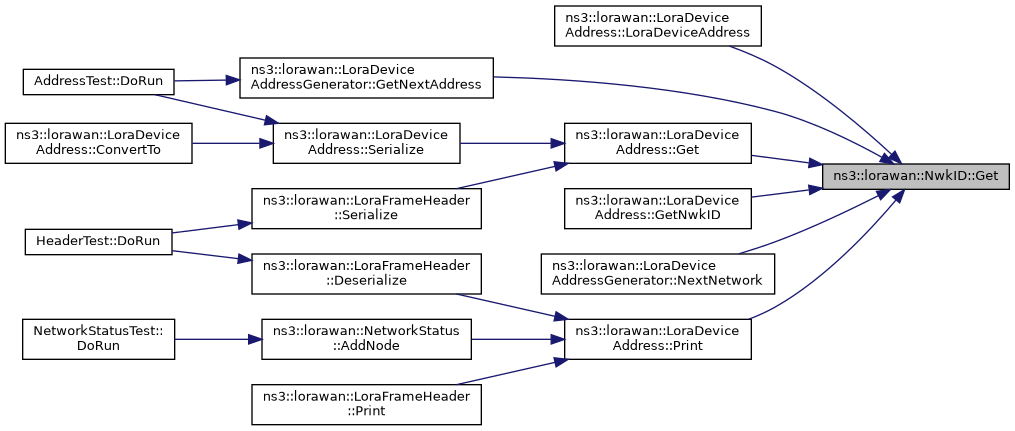 ns3::lorawan::LoraDevice
Address::LoraDeviceAddress
ns3::lorawan::LoraDevice
AddressGenerator::GetNextAddress
AddressTest::DoRun
ns3::lorawan::LoraDevice
Address::ConvertTo
ns3::lorawan::LoraDevice
Address::Serialize
ns3::lorawan::LoraDevice
Address::Get
ns3::lorawan::NwkID::Get
ns3::lorawan::LoraFrameHeader
::Serialize
ns3::lorawan::LoraDevice
Address::GetNwkID
HeaderTest::DoRun
ns3::lorawan::LoraFrameHeader
::Deserialize
ns3::lorawan::LoraDevice
AddressGenerator::NextNetwork
NetworkStatusTest::
DoRun
ns3::lorawan::NetworkStatus
::AddNode
ns3::lorawan::LoraDevice
Address::Print
ns3::lorawan::LoraFrameHeader
::Print